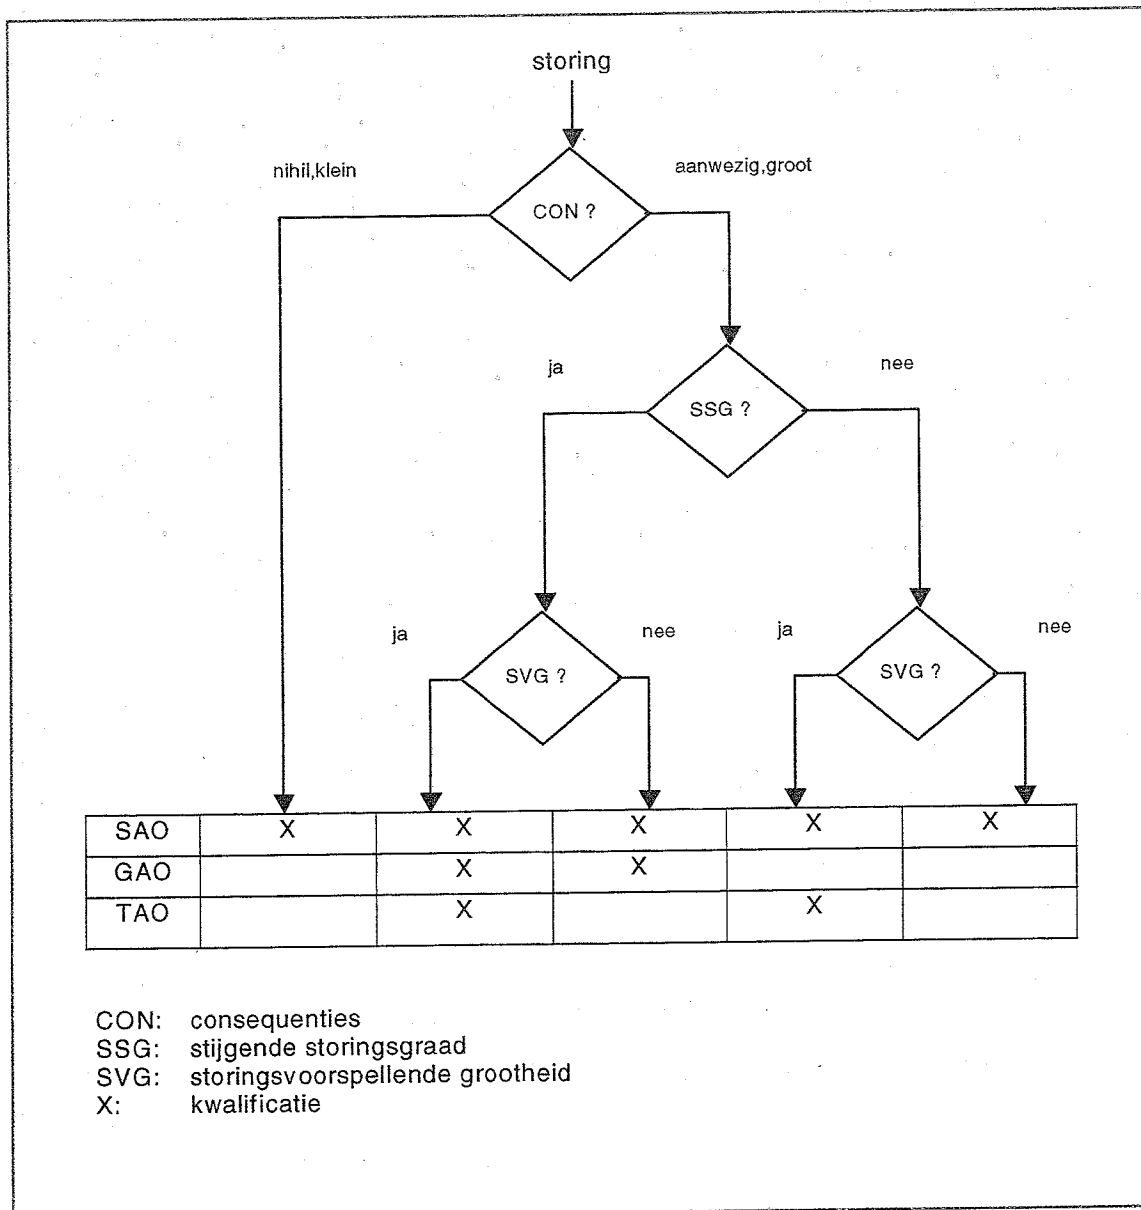 storing
nihil,klein
aanwezig,groot
CON ?
ja
nee
SSG ?
ja
nee
ja
nee
SVG ?
SVG ?
SAO X X X X X
GAO X X
TAO X X
CON: consequenties
SSG: stijgende storingsgraad
SVG: storingsvoorspellende grootheid
X: kwalificatie